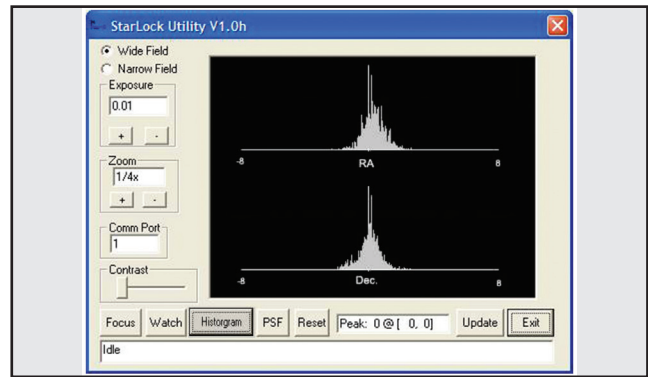 StarLock Utility V1.0h
Wide Field
Narrow Field
Exposure
0.01
+ -
Zoom
1/4x
+ -
Comm Port
1
Contrast
-8 RA 8
-8 Dec. 8
Focus Watch Historgram PSF Reset Peak: 0 @ [ 0, 0] Update Exit
Idle